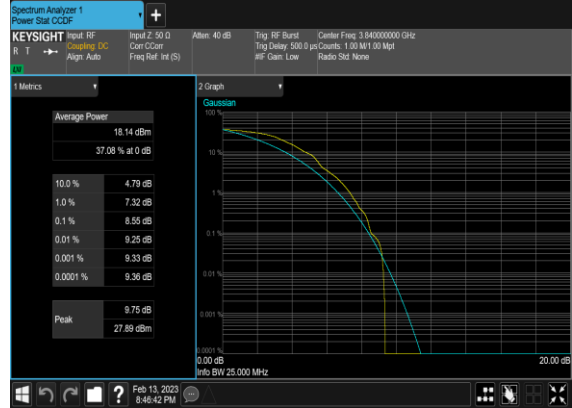 Spectrum Analyzer 1
Power Stat CCDF
+
KEYSIGHT
R T
Input: RF
Coupling: DC
Align: Auto
Input Z: 50 Ω
Corr CCorr
Freq Ref: Int (S)
Atten: 40 dB
Trig: RF Burst
Trig Delay: 500.0 µs
#IF Gain: Low
Center Freq: 3.840000000 GHz
Counts: 1.00 M/1.00 Mpt
Radio Std: None
1 Metrics
Average Power
18.14 dBm
37.08 % at 0 dB
10.0 % 4.79 dB
1.0 % 7.32 dB
0.1 % 8.55 dB
0.01 % 9.25 dB
0.001 % 9.33 dB
0.0001 % 9.36 dB
Peak
9.75 dB
27.89 dBm
2 Graph
Gaussian
100 %
10 %
1 %
0.1 %
0.01 %
0.001 %
0.0001 %
0.00 dB
20.00 dB
Info BW 25.000 MHz
?
Feb 13, 2023
8:46:42 PM